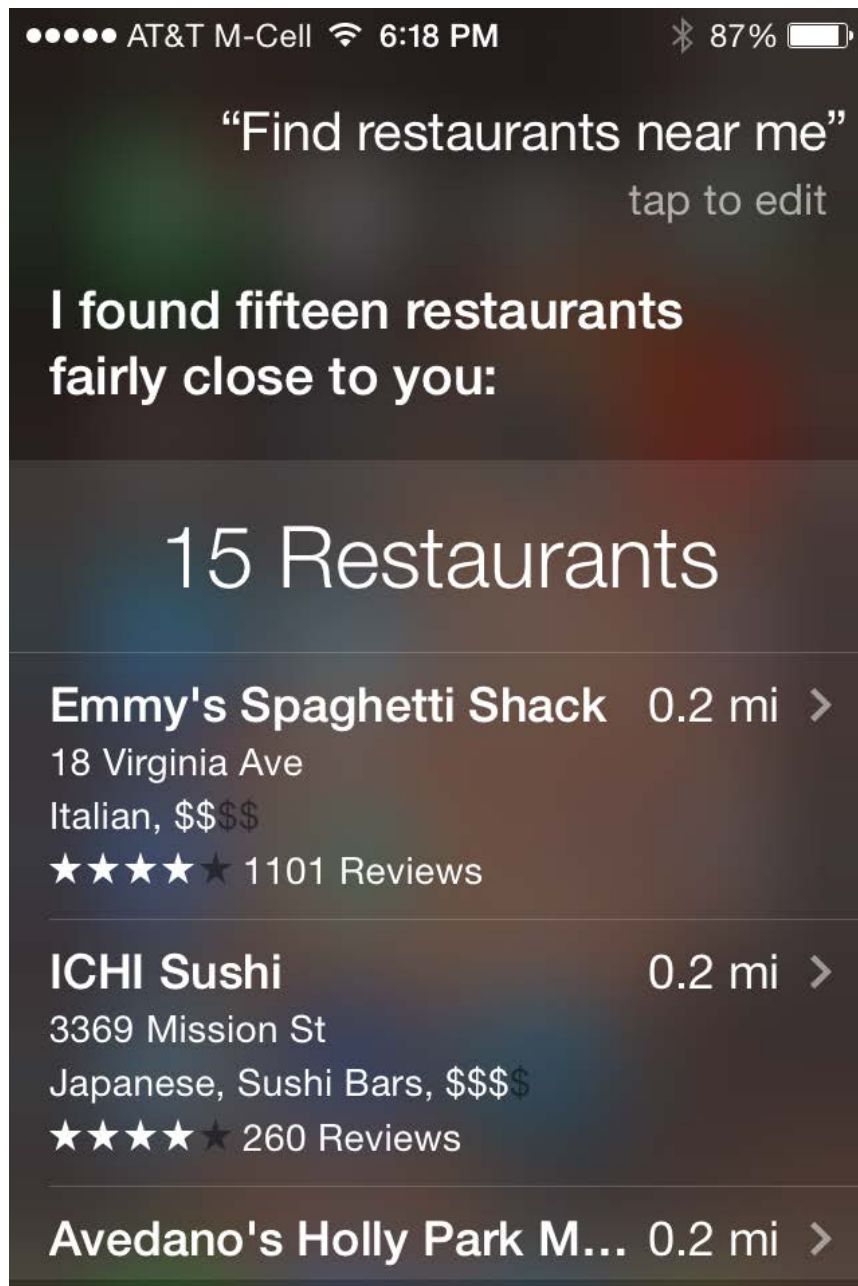 AT&T M-Cell 6:18 PM 87%
“Find restaurants near me”
tap to edit
I found fifteen restaurants
fairly close to you:
15 Restaurants
Emmy's Spaghetti Shack 0.2 mi
18 Virginia Ave
Italian, $$$$
★★★★★ 1101 Reviews
ICHI Sushi 0.2 mi
3369 Mission St
Japanese, Sushi Bars, $$$$
★★★★★ 260 Reviews
Avedano's Holly Park M... 0.2 mi